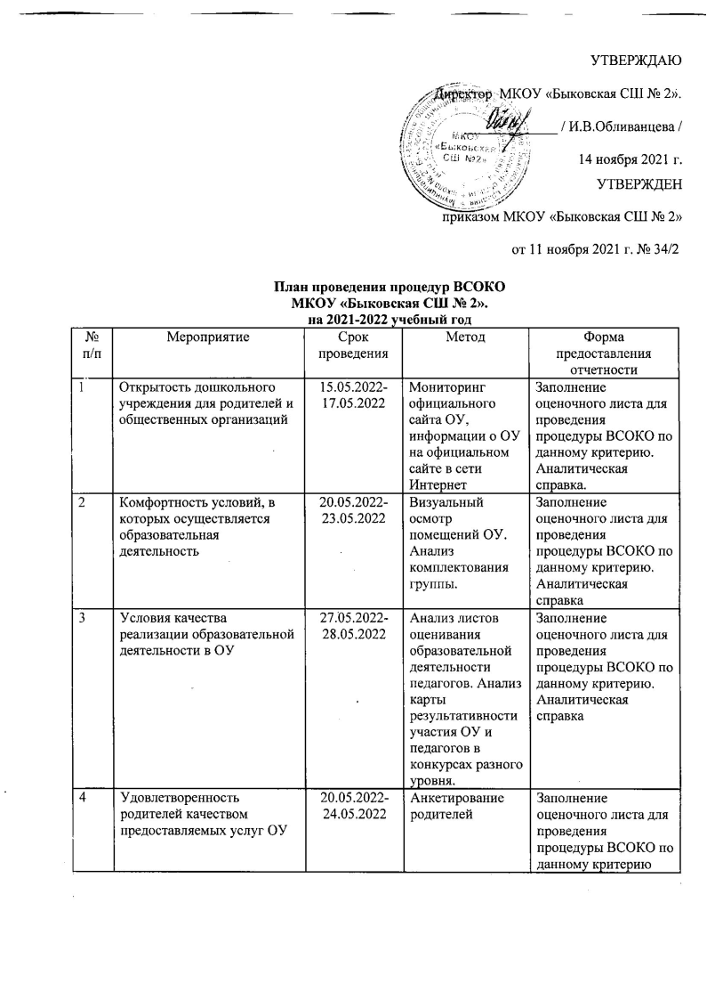 УТВЕРЖДАЮ
Директор МКОУ «Быковская СШ № 2».
/ И.В.Обливанцева /
14 ноября 2021 г.
УТВЕРЖДЕН
приказом МКОУ «Быковская СШ № 2»
от 11 ноября 2021 г. № 34/2
МКОУ
«Быковская
СШ №2»
План проведения процедур ВСОКО
МКОУ «Быковская СШ № 2».
на 2021-2022 учебный год
№
п/п
Мероприятие
Срок
проведения
Метод
Форма
предоставления
отчетности
1
Открытость дошкольного
учреждения для родителей и
общественных организаций
15.05.2022-
17.05.2022
Мониторинг
официального
сайта ОУ,
информации о ОУ
на официальном
сайте в сети
Интернет
Заполнение
оценочного листа для
проведения
процедуры ВСОКО по
данному критерию.
Аналитическая
справка.
2
Комфортность условий, в
которых осуществляется
образовательная
деятельность
20.05.2022-
23.05.2022
Визуальный
осмотр
помещений ОУ.
Анализ
комплектования
группы.
Заполнение
оценочного листа для
проведения
процедуры ВСОКО по
данному критерию.
Аналитическая
справка
3
Условия качества
реализации образовательной
деятельности в ОУ
27.05.2022-
28.05.2022
Анализ листов
оценивания
образовательной
деятельности
педагогов. Анализ
карты
результативности
участия ОУ и
педагогов в
конкурсах разного
уровня.
Заполнение
оценочного листа для
проведения
процедуры ВСОКО по
данному критерию.
Аналитическая
справка
4
Удовлетворенность
родителей качеством
предоставляемых услуг ОУ
20.05.2022-
24.05.2022
Анкетирование
родителей
Заполнение
оценочного листа для
проведения
процедуры ВСОКО по
данному критерию